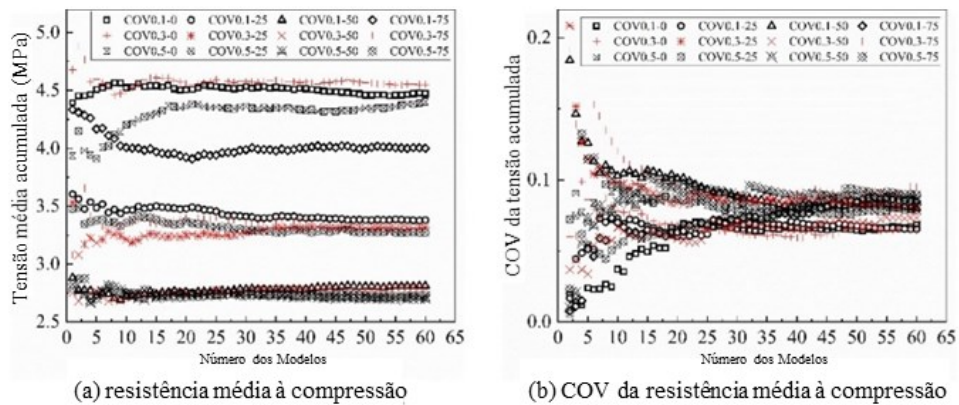 COV0.1-0 COV0.1-25 COV0.1-50 COV0.1-75
COV0.3-0 COV0.3-25 COV0.3-50 COV0.3-75
COV0.5-0 COV0.5-25 COV0.5-50 COV0.5-75
Tensão média acumulada (MPa)
5.0
4.5
4.0
3.5
3.0
2.5
0 5 10 15 20 25 30 35 40 45 50 55 60 65
Número dos Modelos
(a) resistência média à compressão
COV0.1-0 COV0.1-25 COV0.1-50 COV0.1-75
COV0.3-0 COV0.3-25 COV0.3-50 COV0.3-75
COV0.5-0 COV0.5-25 COV0.5-50 COV0.5-75
COV da tensão acumulada
0.2
0.1
0.0
0 5 10 15 20 25 30 35 40 45 50 55 60 65
Número dos Modelos
(b) COV da resistência média à compressão